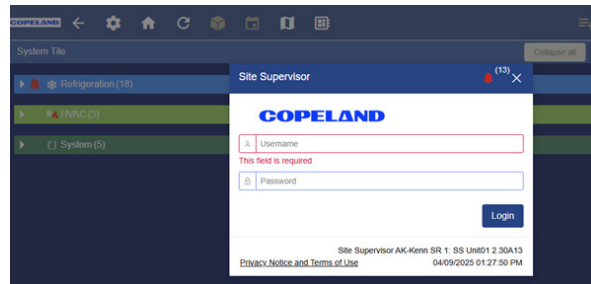 COPELAND
System Tile
Collapse all
Refrigeration (18)
HVAC (3)
System (5)
Site Supervisor
(13)
COPELAND
Username
This field is required
Password
Login
Site Supervisor AK-Kenn SR 1: SS Unit01 2.30A13
Privacy Notice and Terms of Use 04/09/2025 01:27:50 PM